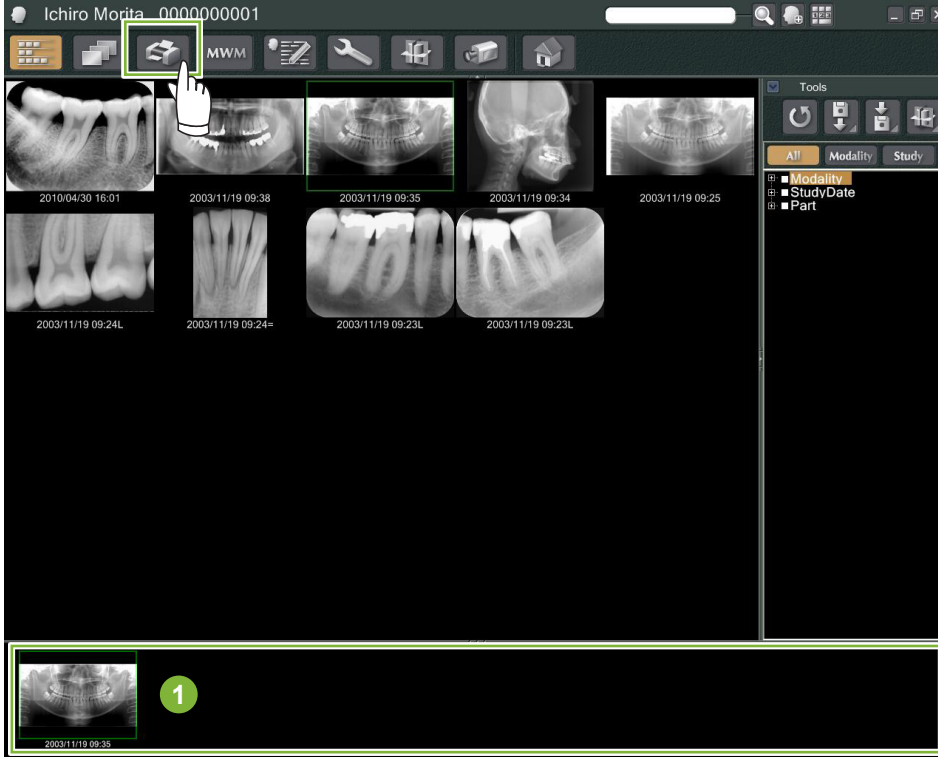 Ichiro Morita 0000000001
MWM
Tools
All Modality Study
Modality
StudyDate
Part
2010/04/30 16:01
2003/11/19 09:38
2003/11/19 09:35
2003/11/19 09:34
2003/11/19 09:25
2003/11/19 09:24L
2003/11/19 09:24=
2003/11/19 09:23L
2003/11/19 09:23L
1
2003/11/19 09:35